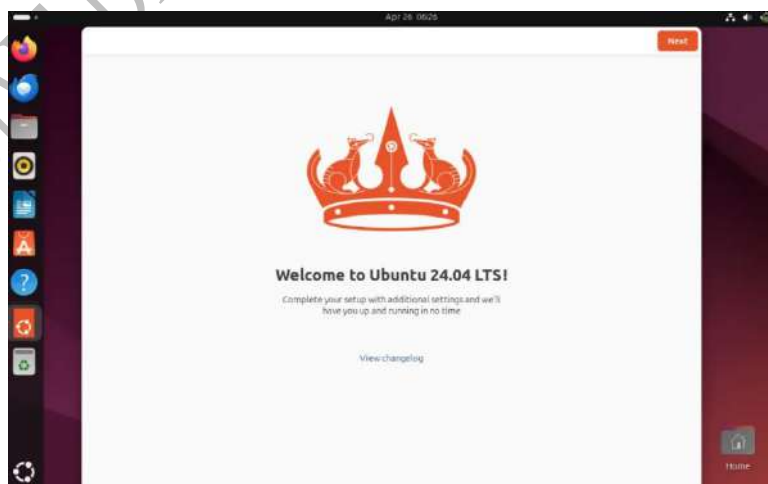 Apr 26 06:26
Next
Welcome to Ubuntu 24.04 LTS!
Complete your setup with additional settings and we'll
have you up and running in no time
View changelog
Home